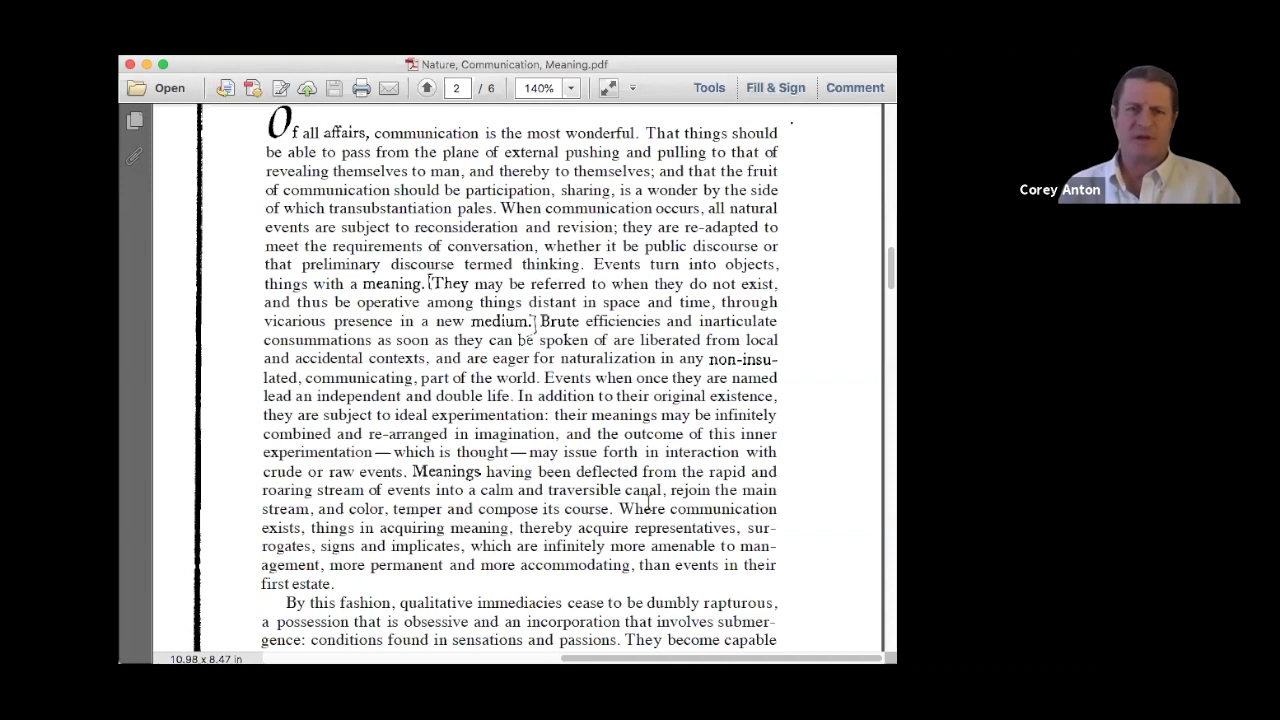 Nature, Communication, Meaning.pdf
Open
2 / 6
140%
Tools
Fill & Sign
Comment
Corey Anton
Of all affairs, communication is the most wonderful. That things should
be able to pass from the plane of external pushing and pulling to that of
revealing themselves to man, and thereby to themselves; and that the fruit
of communication should be participation, sharing, is a wonder by the side
of which transubstantiation pales. When communication occurs, all natural
events are subject to reconsideration and revision; they are re-adapted to
meet the requirements of conversation, whether it be public discourse or
that preliminary discourse termed thinking. Events turn into objects,
things with a meaning. [They may be referred to when they do not exist,
and thus be operative among things distant in space and time, through
vicarious presence in a new medium.] Brute efficiencies and inarticulate
consummations as soon as they can be spoken of are liberated from local
and accidental contexts, and are eager for naturalization in any non-insu-
lated, communicating, part of the world. Events when once they are named
lead an independent and double life. In addition to their original existence,
they are subject to ideal experimentation: their meanings may be infinitely
combined and re-arranged in imagination, and the outcome of this inner
experimentation—which is thought—may issue forth in interaction with
crude or raw events. Meanings having been deflected from the rapid and
roaring stream of events into a calm and traversible canal, rejoin the main
stream, and color, temper and compose its course. Where communication
exists, things in acquiring meaning, thereby acquire representatives, sur-
rogates, signs and implicates, which are infinitely more amenable to man-
agement, more permanent and more accommodating, than events in their
first estate.
By this fashion, qualitative immediacies cease to be dumbly rapturous,
a possession that is obsessive and an incorporation that involves submer-
gence: conditions found in sensations and passions. They become capable
10.98 x 8.47 in